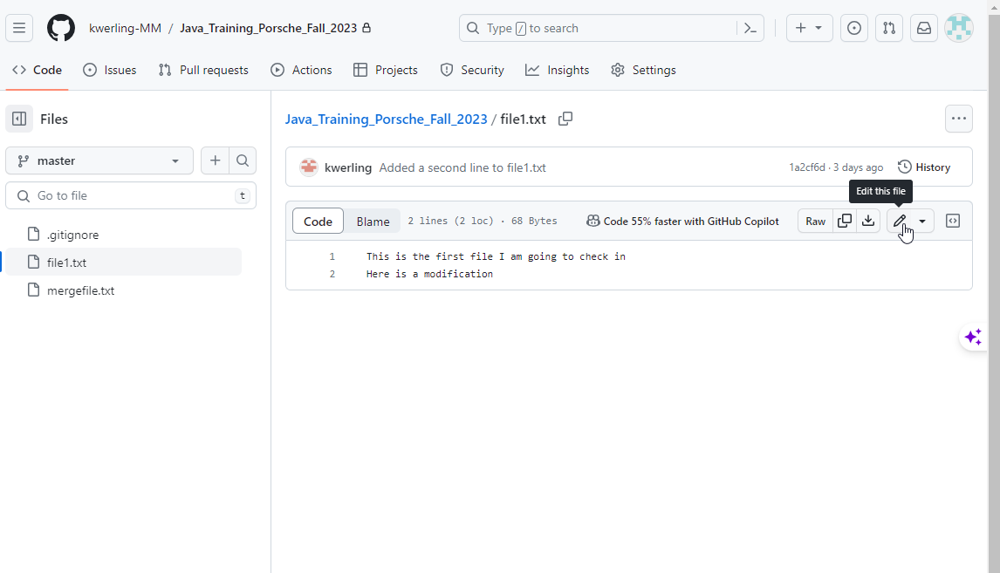 kwerling-MM / Java_Training_Porsche_Fall_2023
Type / to search
Code
Issues
Pull requests
Actions
Projects
Security
Insights
Settings
Files
master
Go to file
t
.gitignore
file1.txt
mergefile.txt
Java_Training_Porsche_Fall_2023 / file1.txt
kwerling Added a second line to file1.txt
1a2cf6d · 3 days ago
History
Edit this file
Code
Blame
2 lines (2 loc) · 68 Bytes
Code 55% faster with GitHub Copilot
Raw
1 This is the first file I am going to check in
2 Here is a modification